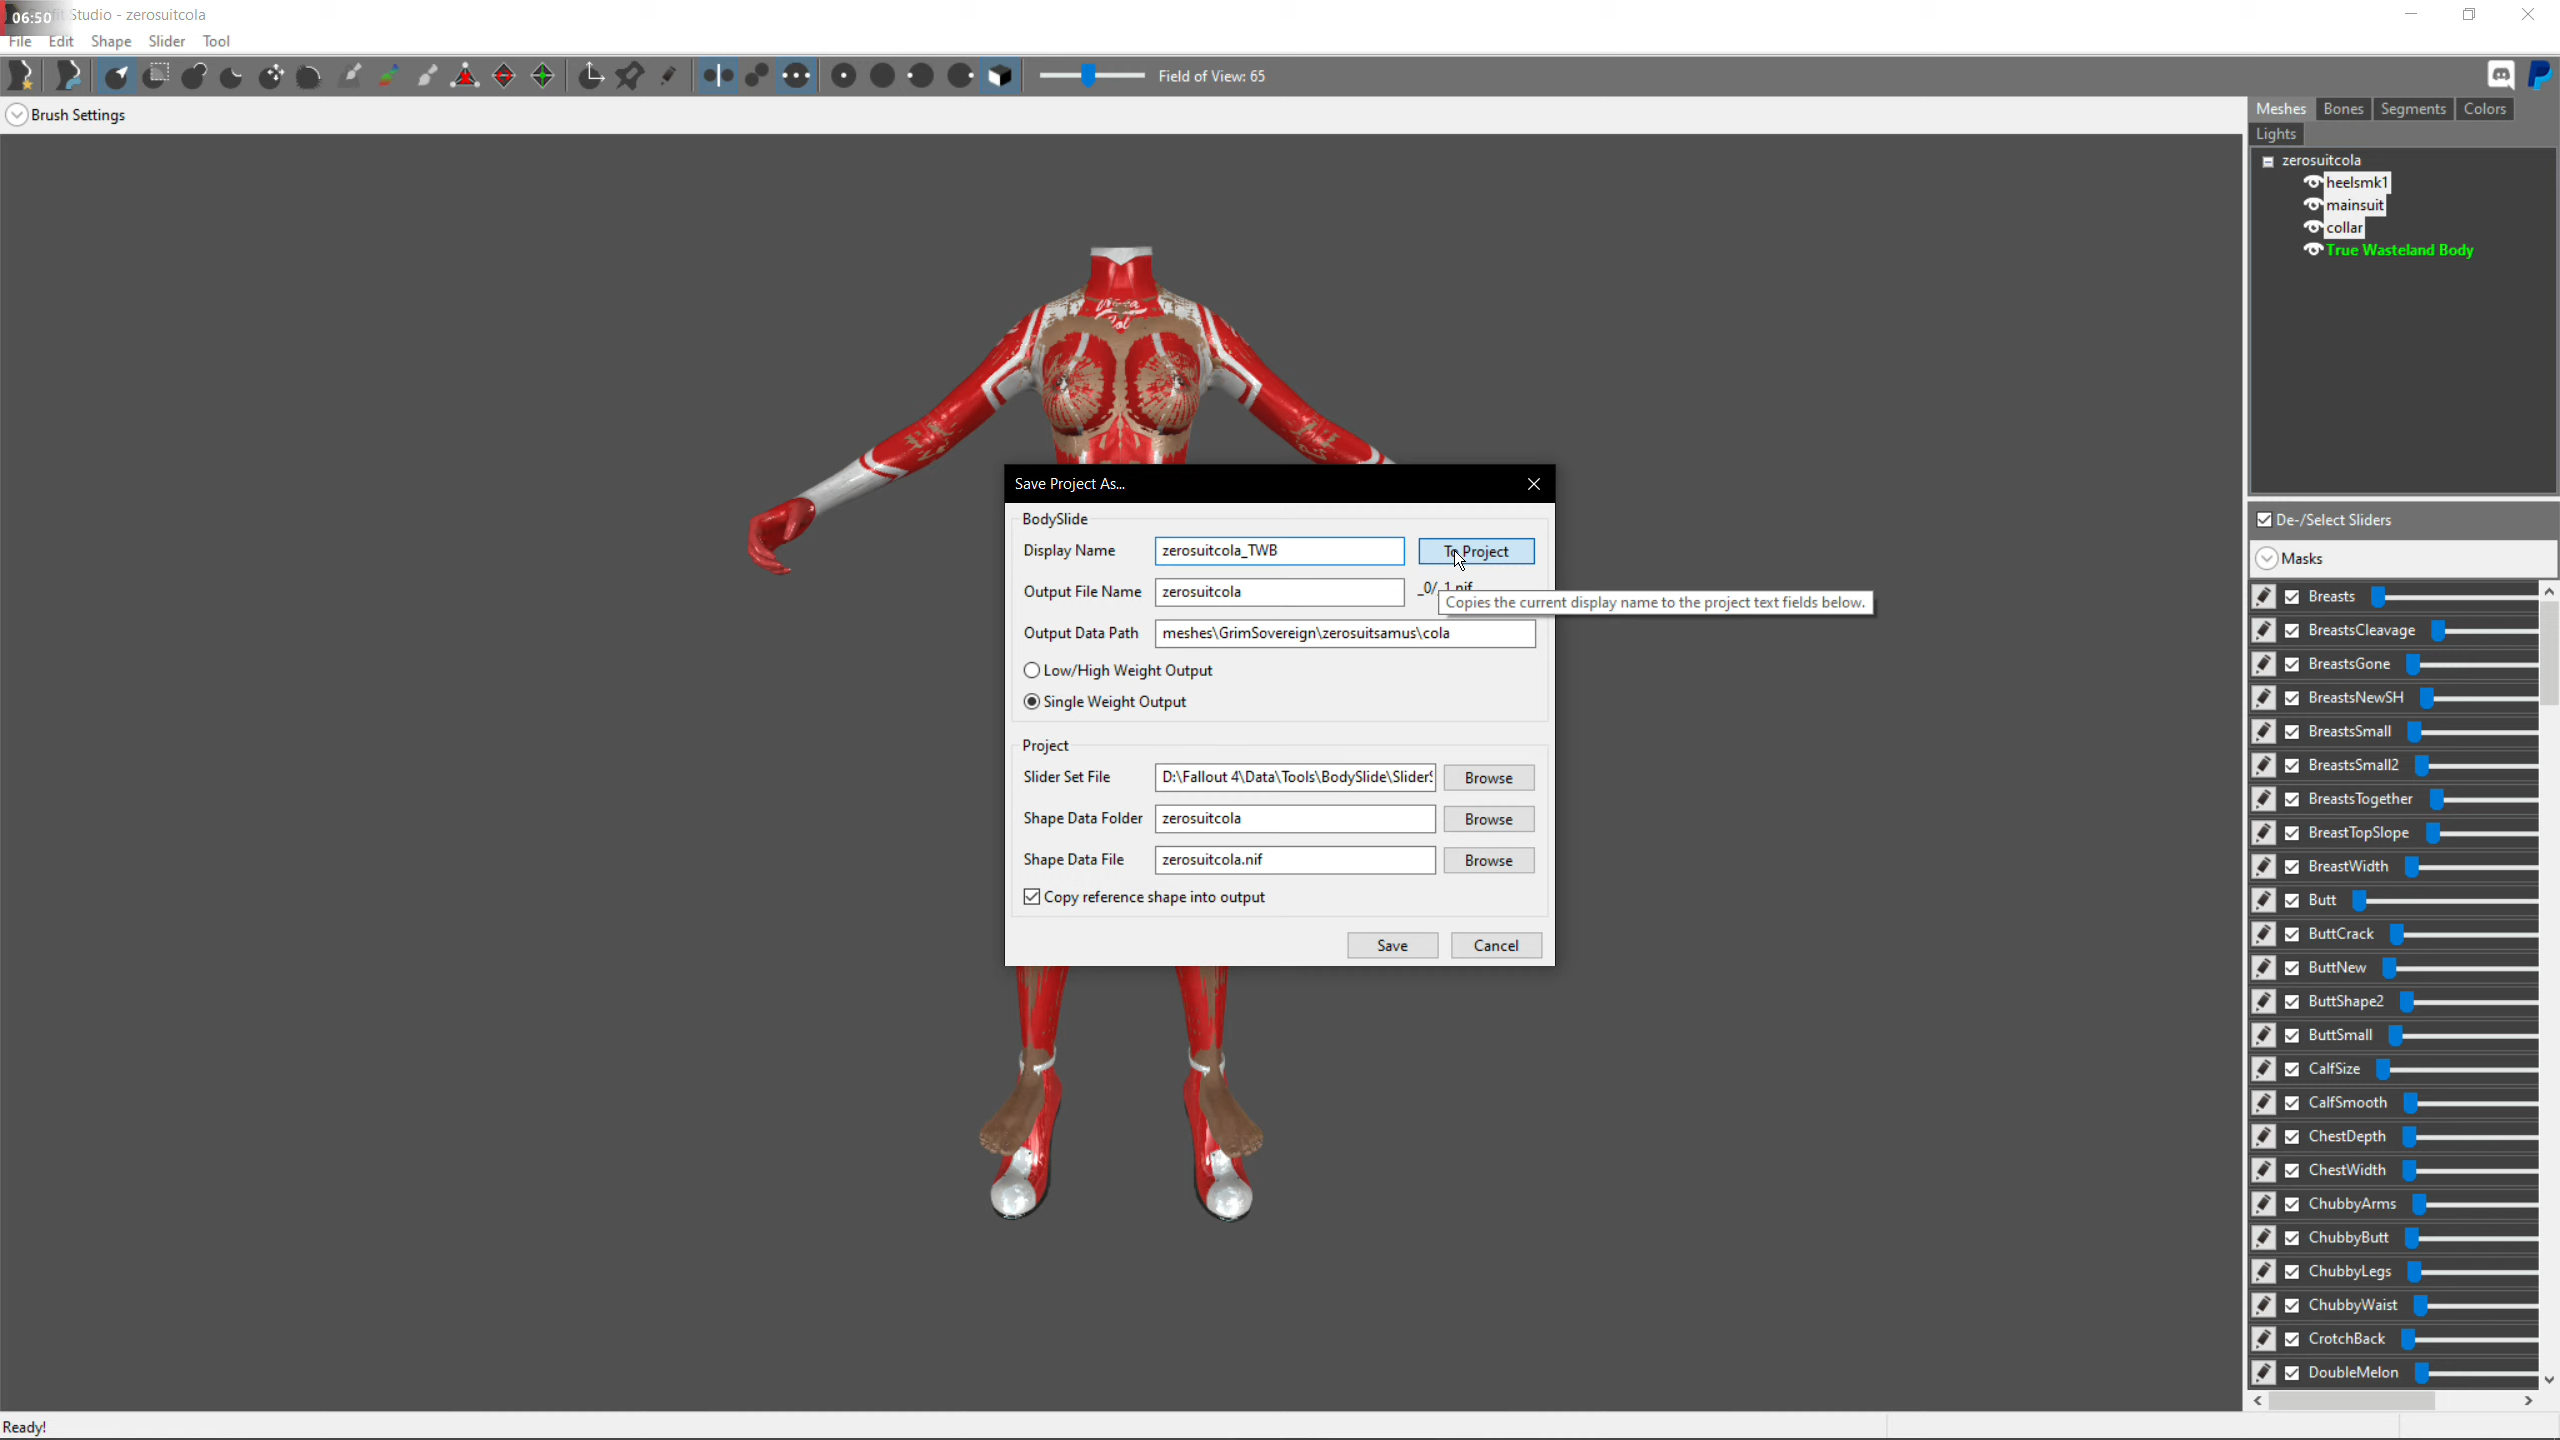 06:50
Studio - zerosuitcola
File Edit Shape Slider Tool
Field of View: 65
Brush Settings
Meshes Bones Segments Colors
Lights
zerosuitcola
heelsmk1
mainsuit
collar
True Wasteland Body
Save Project As...
BodySlide
Display Name zerosuitcola_TWB To Project
Output File Name zerosuitcola _0/_1.nif
Copies the current display name to the project text fields below.
Output Data Path meshes\GrimSovereign\zerosuitsamus\cola
Low/High Weight Output
Single Weight Output
Project
Slider Set File D:\Fallout 4\Data\Tools\BodySlide\Slider Browse
Shape Data Folder zerosuitcola Browse
Shape Data File zerosuitcola.nif Browse
Copy reference shape into output
Save Cancel
De-/Select Sliders
Masks
Breasts
BreastsCleavage
BreastsGone
BreastsNewSH
BreastsSmall
BreastsSmall2
BreastsTogether
BreastTopSlope
BreastWidth
Butt
ButtCrack
ButtNew
ButtShape2
ButtSmall
CalfSize
CalfSmooth
ChestDepth
ChestWidth
ChubbyArms
ChubbyButt
ChubbyLegs
ChubbyWaist
CrotchBack
DoubleMelon
Ready!